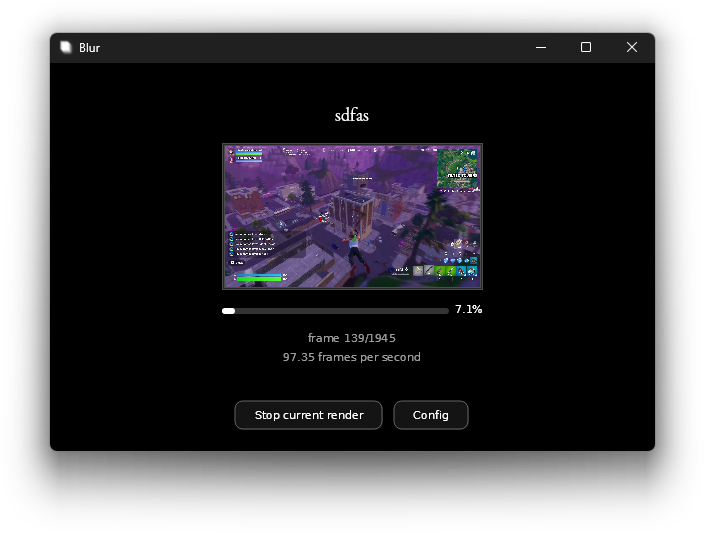 Blur
sdfas
7.1%
frame 139/1945
97.35 frames per second
Stop current render
Config